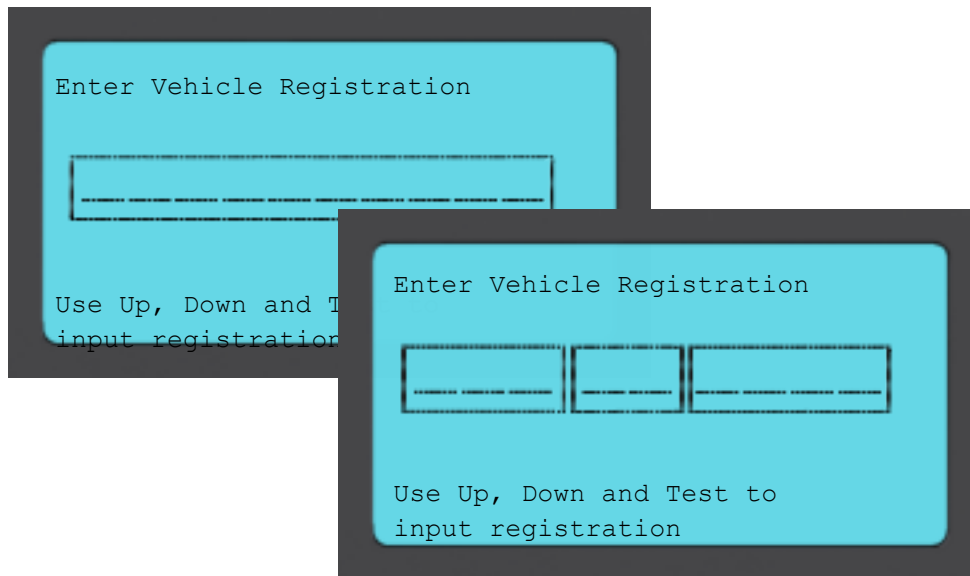 Enter Vehicle Registration
Use Up, Down and T
input registration
Enter Vehicle Registration
Use Up, Down and Test to
input registration